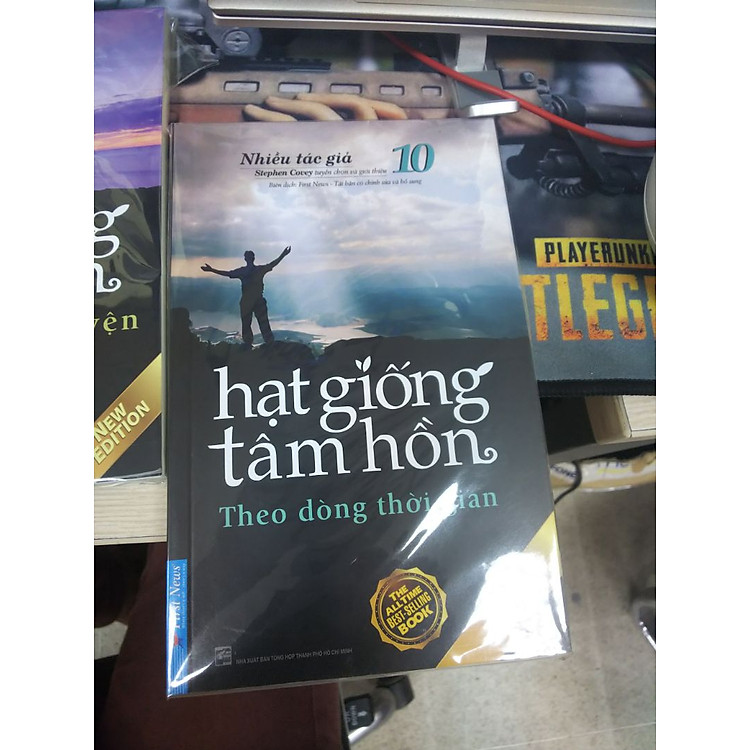 Nhiều tác giả
10
Stephen Covey tuyển chọn và giới thiệu
Biên dịch: First News - Tái bản có chỉnh sửa và bổ sung
hạt giống
tâm hồn
Theo dòng thời gian
THE
ALLTIME
BEST-SELLING
BOOK
First News
NHÀ XUẤT BẢN TỔNG HỢP THÀNH PHỐ HỒ CHÍ MINH
g
n
yện
NEW
EDITION
PLAYERUNK
TLEG